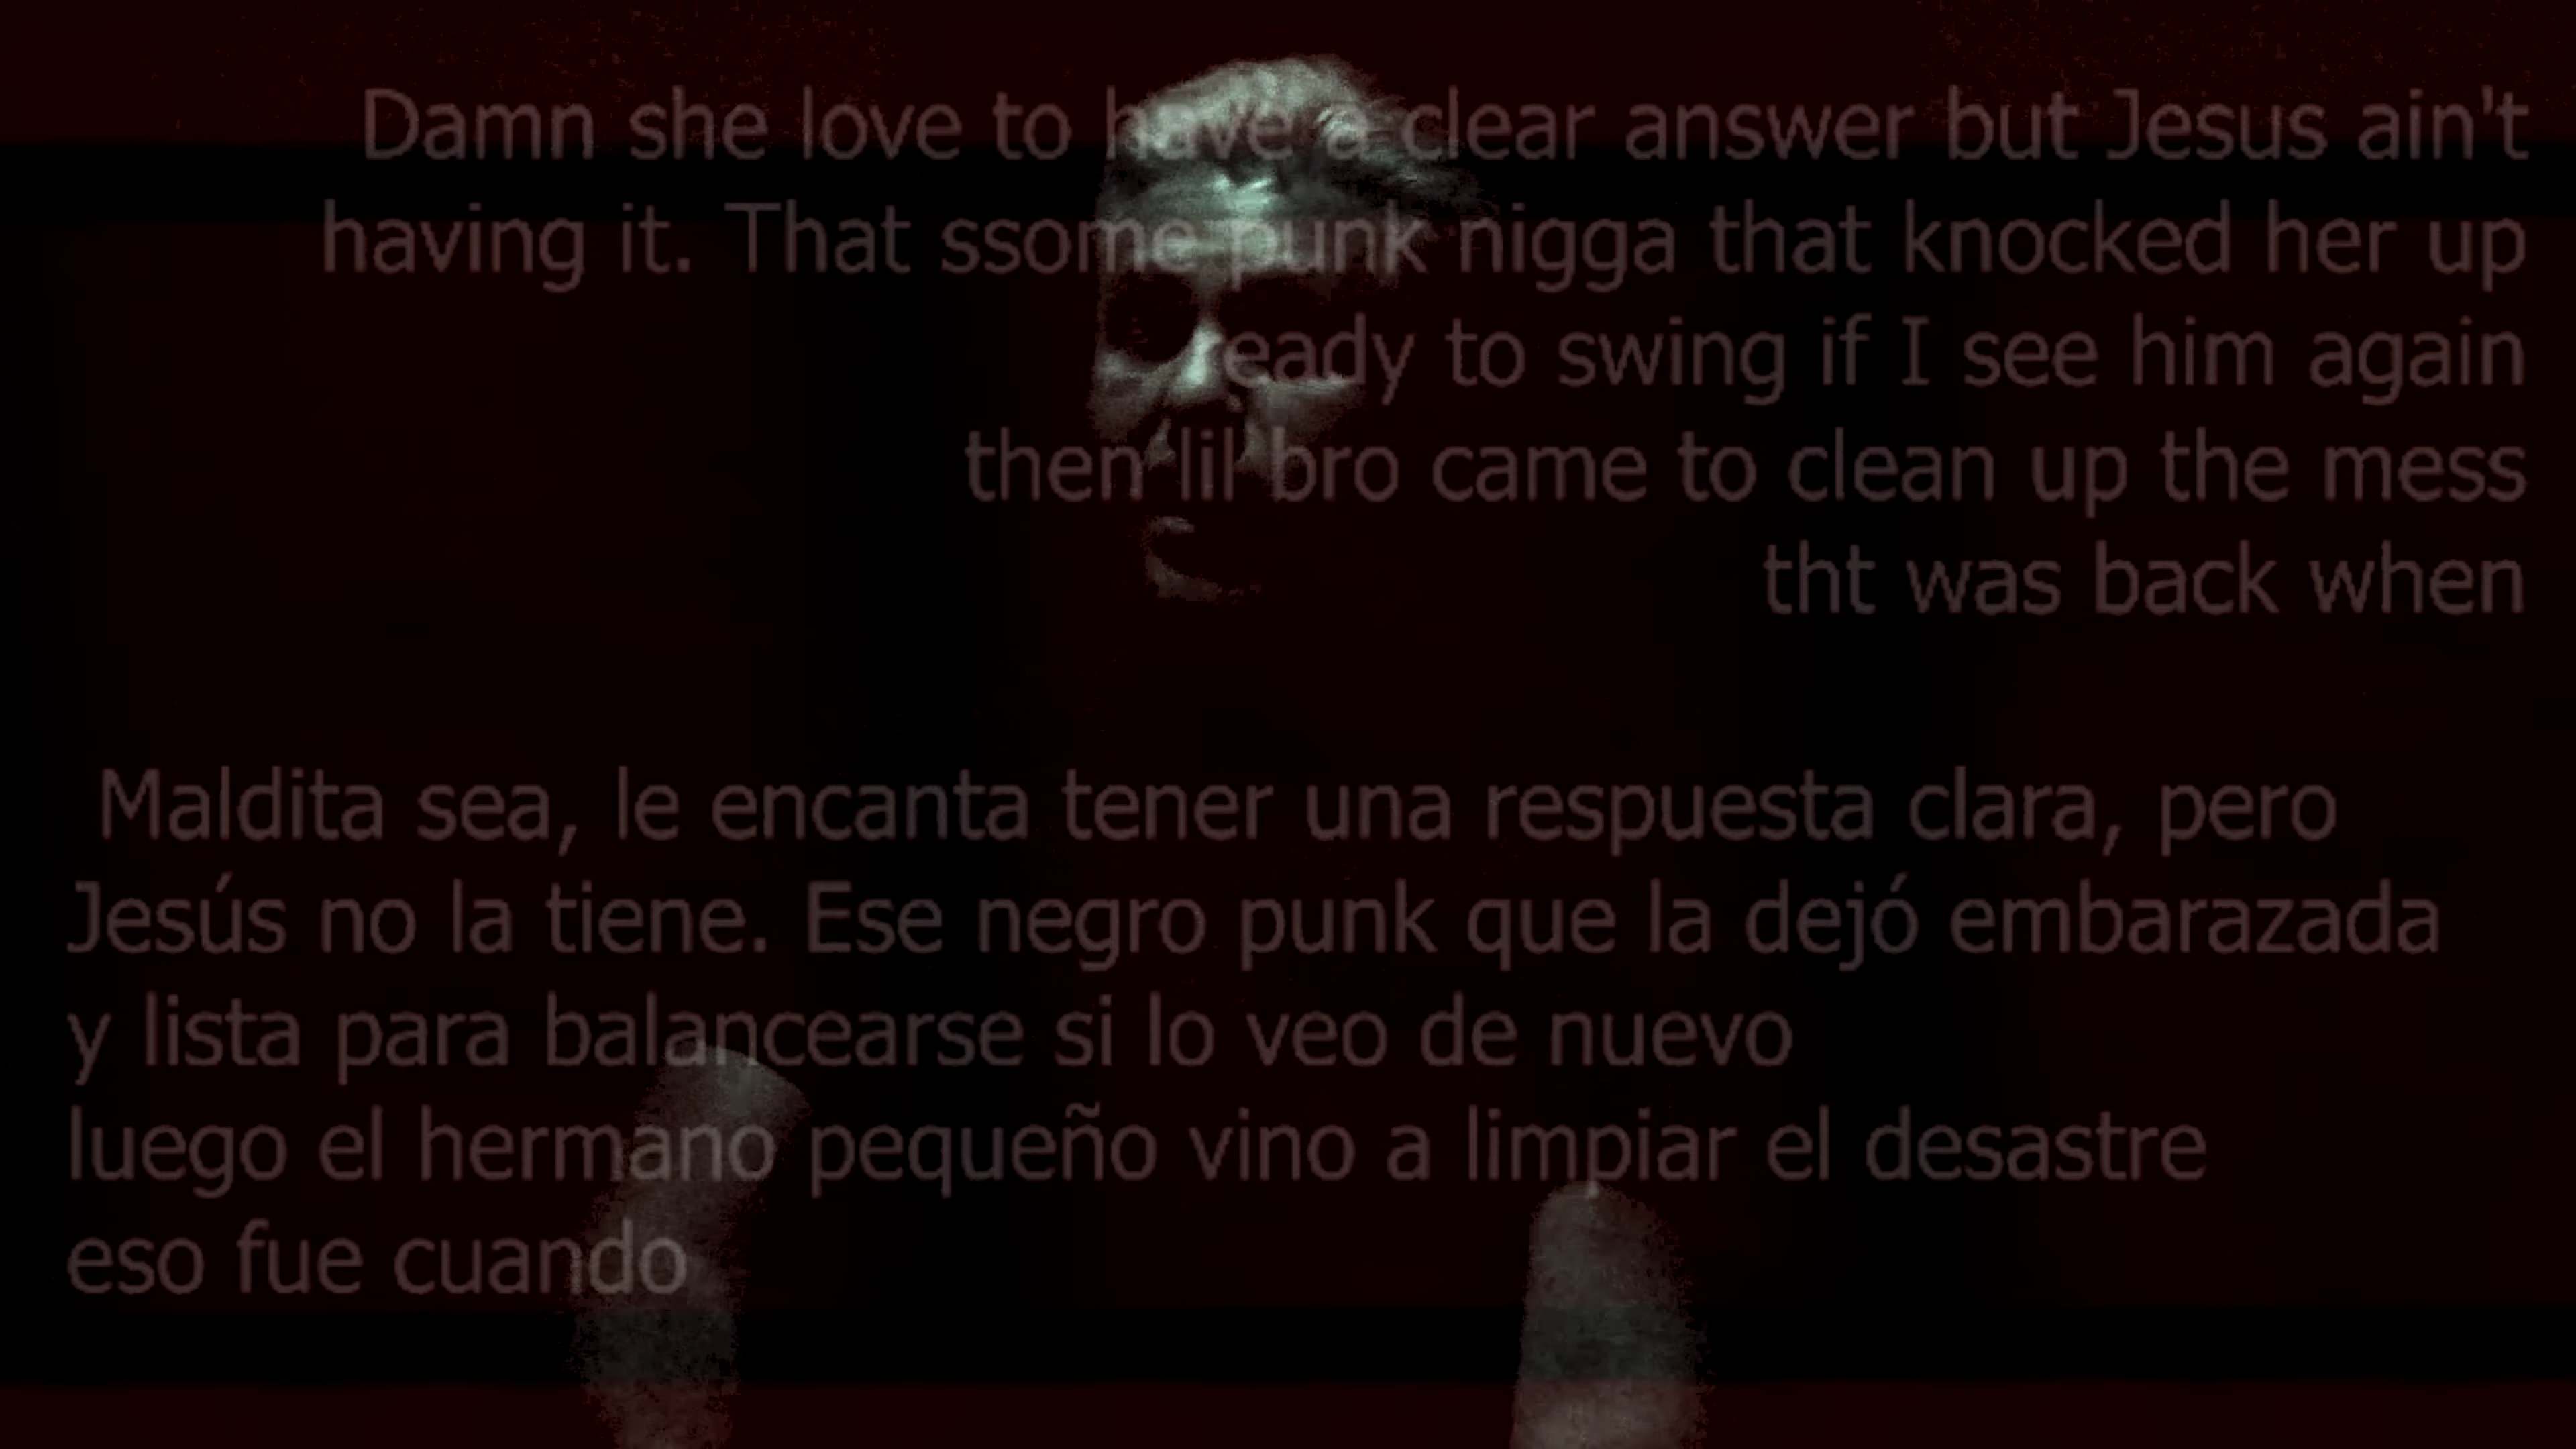 Damn she love to have a clear answer but Jesus ain't
having it. That ssome punk nigga that knocked her up
ready to swing if I see him again
then lil bro came to clean up the mess
tht was back when
Maldita sea, le encanta tener una respuesta clara, pero
Jesús no la tiene. Ese negro punk que la dejó embarazada
y lista para balancearse si lo veo de nuevo
luego el hermano pequeño vino a limpiar el desastre
eso fue cuando